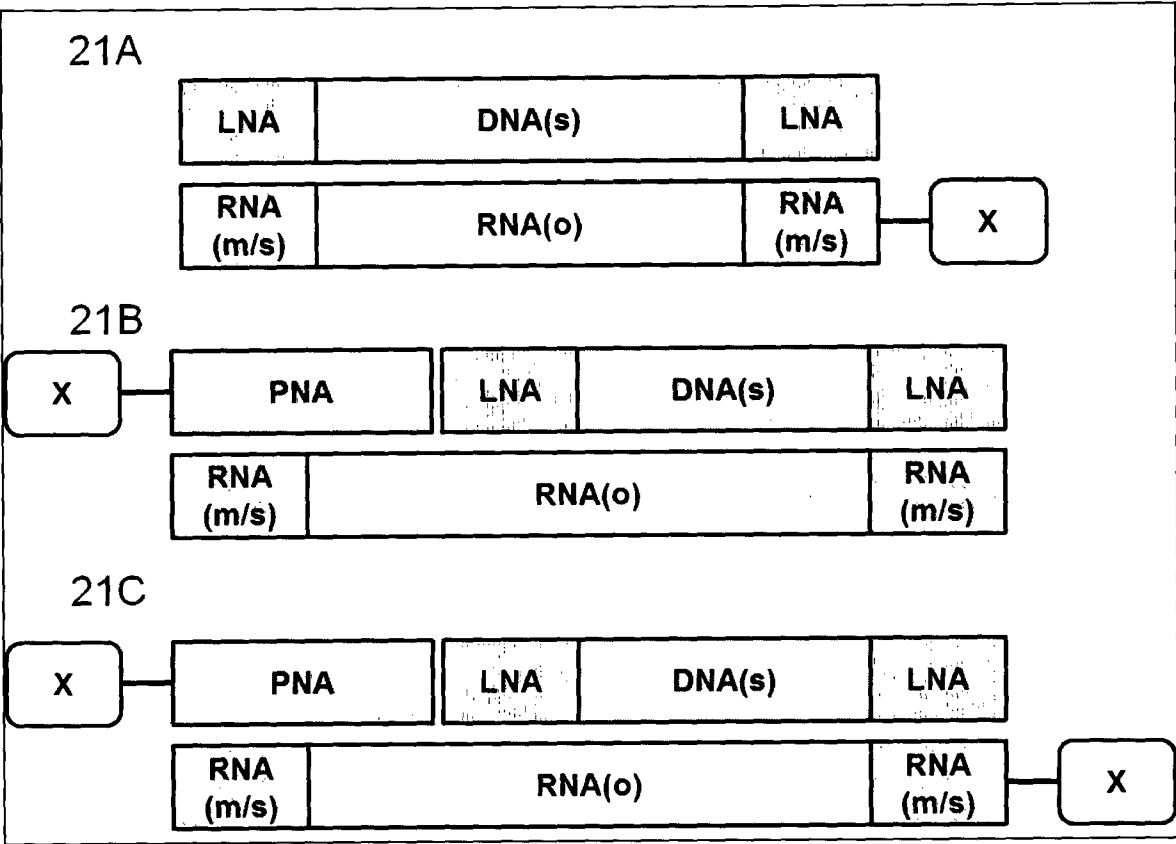 21A
LNA DNA(s) LNA
RNA RNA(o) RNA X
(m/s) (m/s)
21B
X PNA LNA DNA(s) LNA
RNA RNA(o) RNA
(m/s) (m/s)
21C
X PNA LNA DNA(s) LNA
RNA RNA(o) RNA X
(m/s) (m/s)